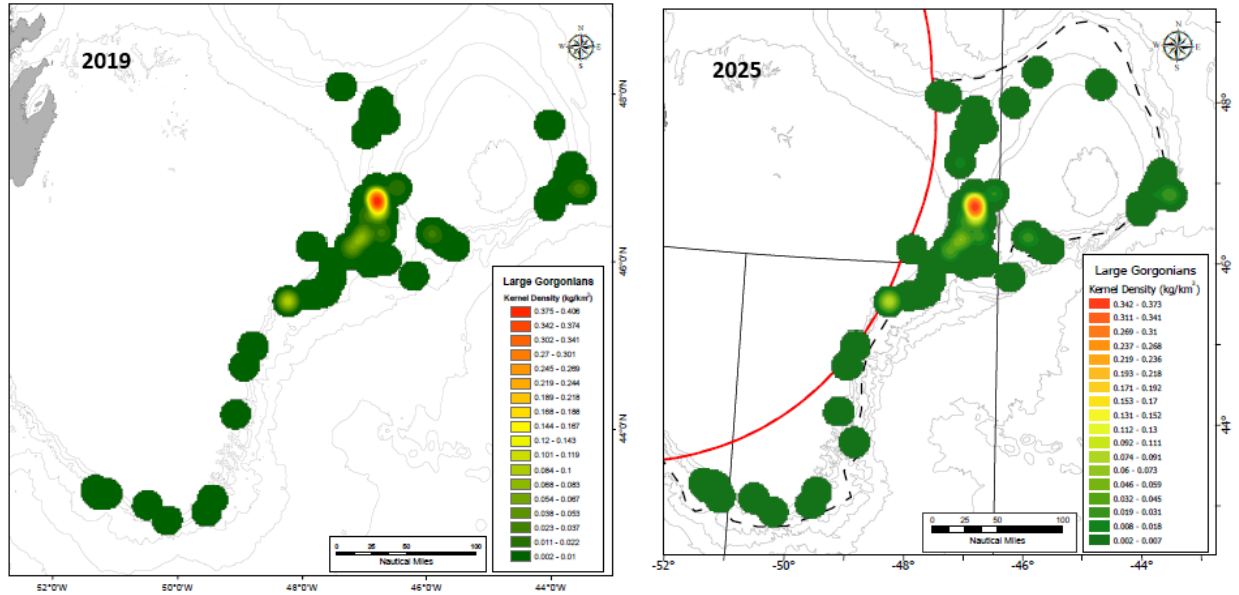 2019
N
W E
S
48°0'N
46°0'N
44°0'N
Large Gorgonians
Kernel Density (kg/km²)
0.375 - 0.406
0.342 - 0.374
0.302 - 0.341
0.27 - 0.301
0.245 - 0.269
0.219 - 0.244
0.189 - 0.218
0.168 - 0.188
0.144 - 0.167
0.12 - 0.143
0.101 - 0.119
0.084 - 0.1
0.068 - 0.083
0.054 - 0.067
0.038 - 0.053
0.023 - 0.037
0.011 - 0.022
0.002 - 0.01
0 25 50 100
Nautical Miles
52°0'W 50°0'W 48°0'W 46°0'W 44°0'W
2025
N
W E
S
48°
46°
44°
Large Gorgonians
Kernel Density (kg/km²)
0.342 - 0.373
0.311 - 0.341
0.269 - 0.31
0.237 - 0.268
0.219 - 0.236
0.193 - 0.218
0.171 - 0.192
0.153 - 0.17
0.131 - 0.152
0.112 - 0.13
0.092 - 0.111
0.074 - 0.091
0.06 - 0.073
0.046 - 0.059
0.032 - 0.045
0.019 - 0.031
0.008 - 0.018
0.002 - 0.007
0 25 50 100
Nautical Miles
-52° -50° -48° -46° -44°